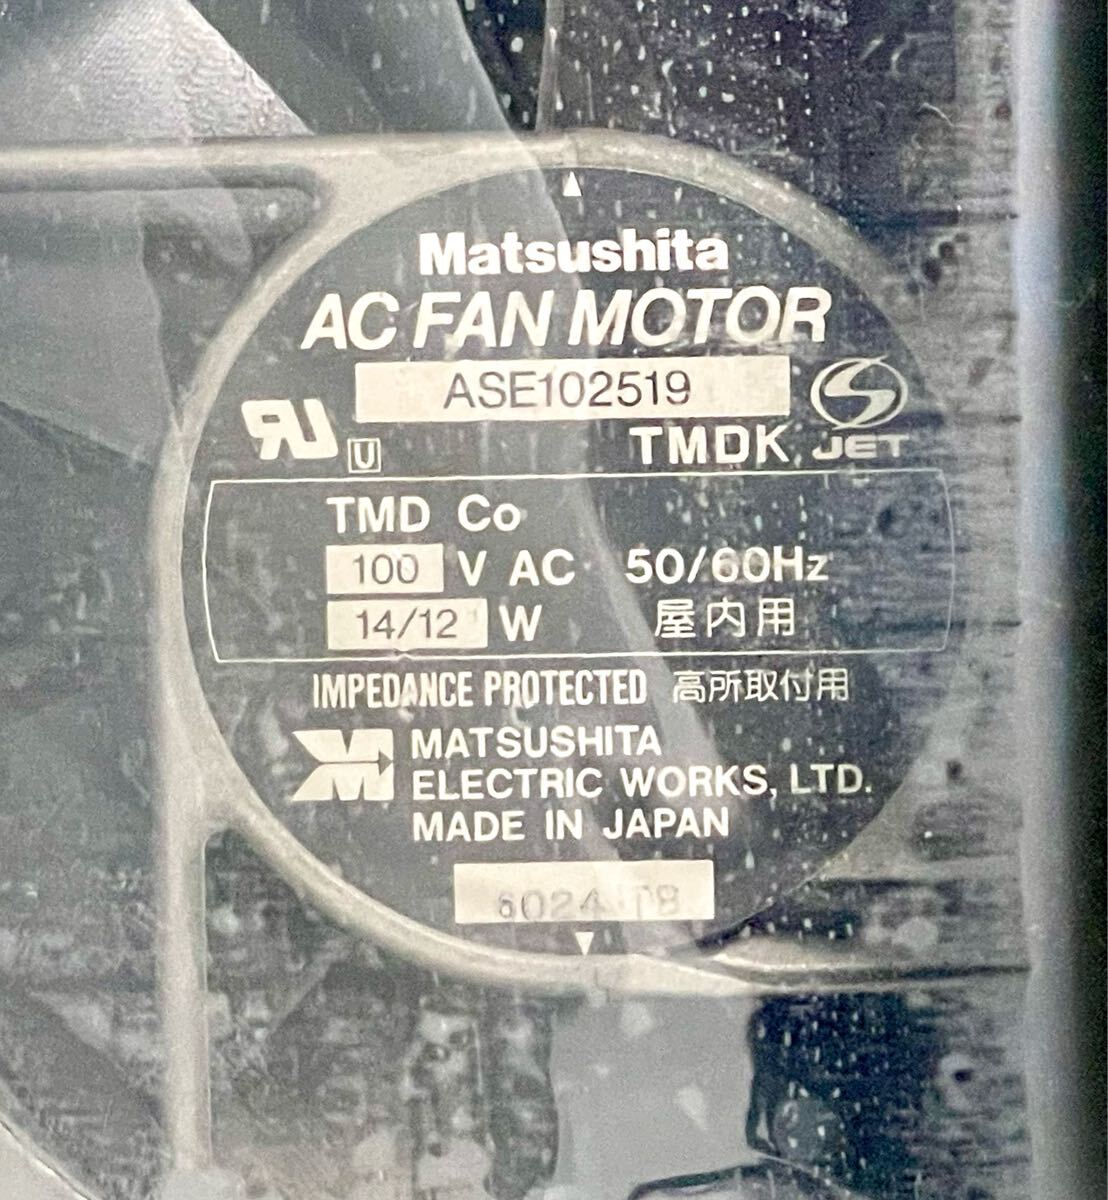 Matsushita
AC FAN MOTOR
ASE102519
RU U TMDK JET
TMD Co
100 V AC 50/60Hz
14/12 W 屋内用
IMPEDANCE PROTECTED 高所取付用
MATSUSHITA
ELECTRIC WORKS, LTD.
MADE IN JAPAN